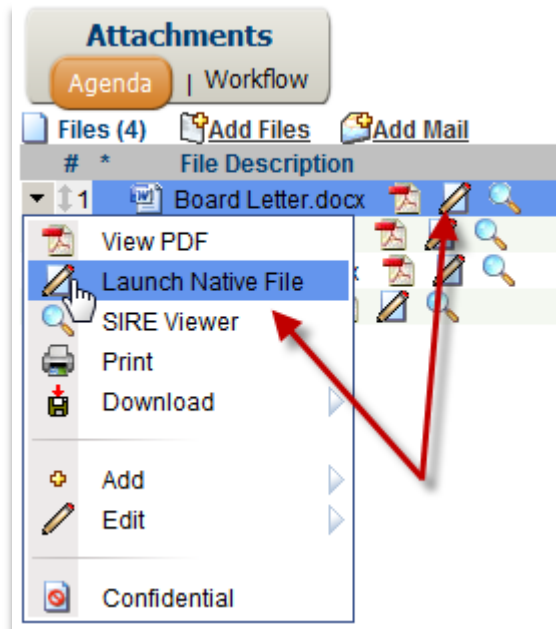 Attachments
Agenda | Workflow
Files (4) Add Files Add Mail
# * File Description
1 Board Letter.docx
View PDF
Launch Native File
SIRE Viewer
Print
Download
Add
Edit
Confidential